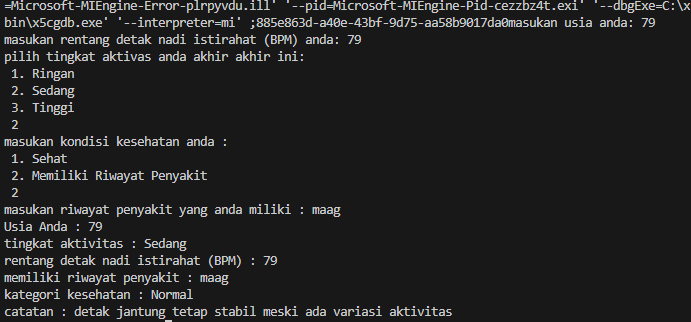 =Microsoft-MIEngine-Error-plrpyvdu.ill' '--pid=Microsoft-MIEngine-Pid-cezzbz4t.exi' '--dbgExe=C:\x
bin\x5cgdb.exe' '--interpreter=mi' ;885e863d-a40e-43bf-9d75-aa58b9017da0masukan usia anda: 79
masukan rentang detak nadi istirahat (BPM) anda: 79
pilih tingkat aktivas anda akhir akhir ini:
1. Ringan
2. Sedang
3. Tinggi
2
masukan kondisi kesehatan anda :
1. Sehat
2. Memiliki Riwayat Penyakit
2
masukan riwayat penyakit yang anda miliki : maag
Usia Anda : 79
tingkat aktivitas : Sedang
rentang detak nadi istirahat (BPM) : 79
memiliki riwayat penyakit : maag
kategori kesehatan : Normal
catatan : detak jantung tetap stabil meski ada variasi aktivitas